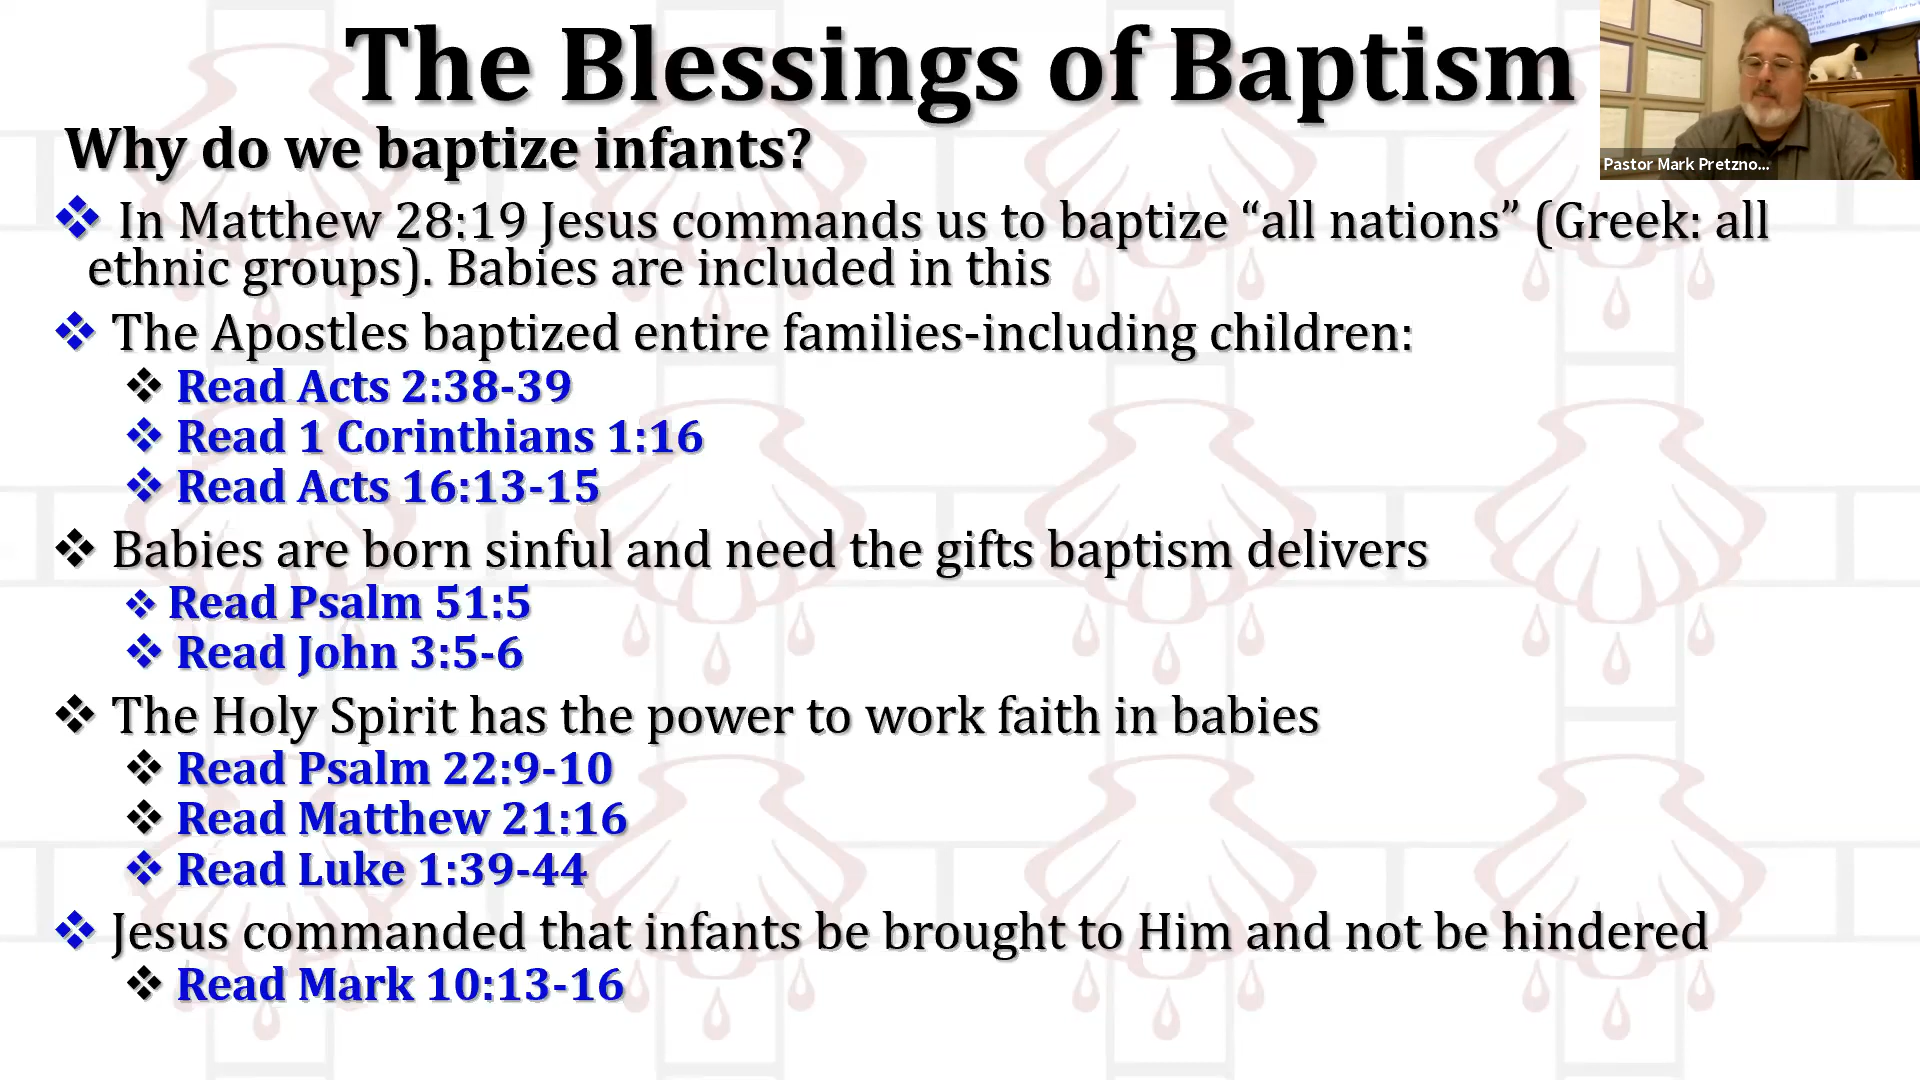 The Blessings of Baptism
Why do we baptize infants?
❖ In Matthew 28:19 Jesus commands us to baptize “all nations” (Greek: all
ethnic groups). Babies are included in this
❖ The Apostles baptized entire families-including children:
❖ Read Acts 2:38-39
❖ Read 1 Corinthians 1:16
❖ Read Acts 16:13-15
❖ Babies are born sinful and need the gifts baptism delivers
❖ Read Psalm 51:5
❖ Read John 3:5-6
❖ The Holy Spirit has the power to work faith in babies
❖ Read Psalm 22:9-10
❖ Read Matthew 21:16
❖ Read Luke 1:39-44
❖ Jesus commanded that infants be brought to Him and not be hindered
❖ Read Mark 10:13-16
Pastor Mark Pretzno...